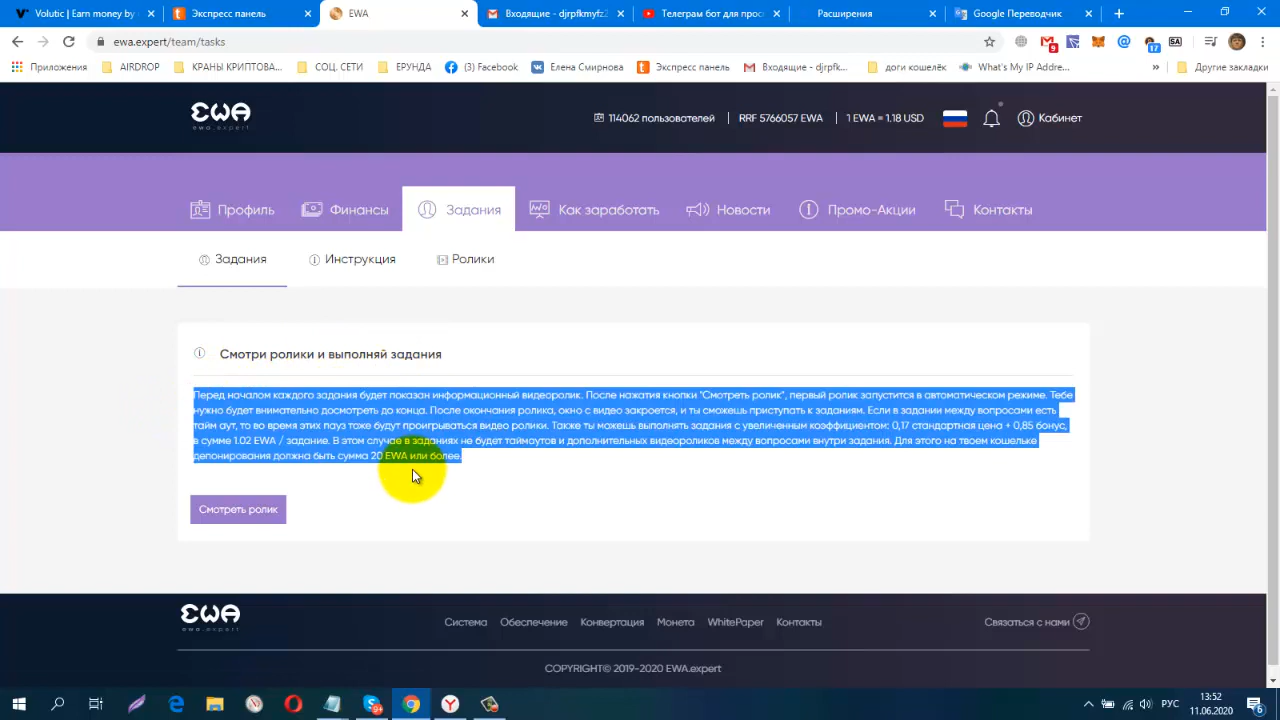 Volutic | Earn money by
Экспресс панель
EWA
Входящие - djrpfkmyfz2
Телеграм бот для прос
Расширения
Google Переводчик
ewa.expert/team/tasks
9
17
SA
Приложения
AIRDROP
КРАНЫ КРИПТОВА...
СОЦ. СЕТИ
ЕРУНДА
Facebook
Елена Смирнова
Экспресс панель
Входящие - djrpfk...
доги кошелёк
What's My IP Addre...
»
Другие закладки
EWA
ewa.expert
114062 пользователей
RRF 5766057 EWA
1 EWA = 1.18 USD
Кабинет
Профиль
Финансы
Задания
Как заработать
Новости
Промо-Акции
Контакты
Задания
Инструкция
Ролики
Смотри ролики и выполняй задания
Перед началом каждого задания будет показан информационный видеоролик. После нажатия кнопки "Смотреть ролик", первый ролик запустится в автоматическом режиме. Тебе
нужно будет внимательно досмотреть до конца. После окончания ролика, окно с видео закроется, и ты сможешь приступать к заданиям. Если в задании между вопросами есть
тайм аут, то во время этих пауз тоже будут проигрываться видео ролики. Также ты можешь выполнять задания с увеличенным коэффициентом: 0,17 стандартная цена + 0,85 бонус,
в сумме 1.02 EWA / задание. В этом случае в заданиях не будет таймаутов и дополнительных видеороликов между вопросами внутри задания. Для этого на твоем кошельке
депонирования должна быть сумма 20 EWA или более.
Смотреть ролик
EWA
ewa.expert
Система
Обеспечение
Конвертация
Монета
WhitePaper
Контакты
Связаться с нами
COPYRIGHT© 2019-2020 EWA.expert
РУС
13:52
11.06.2020
6